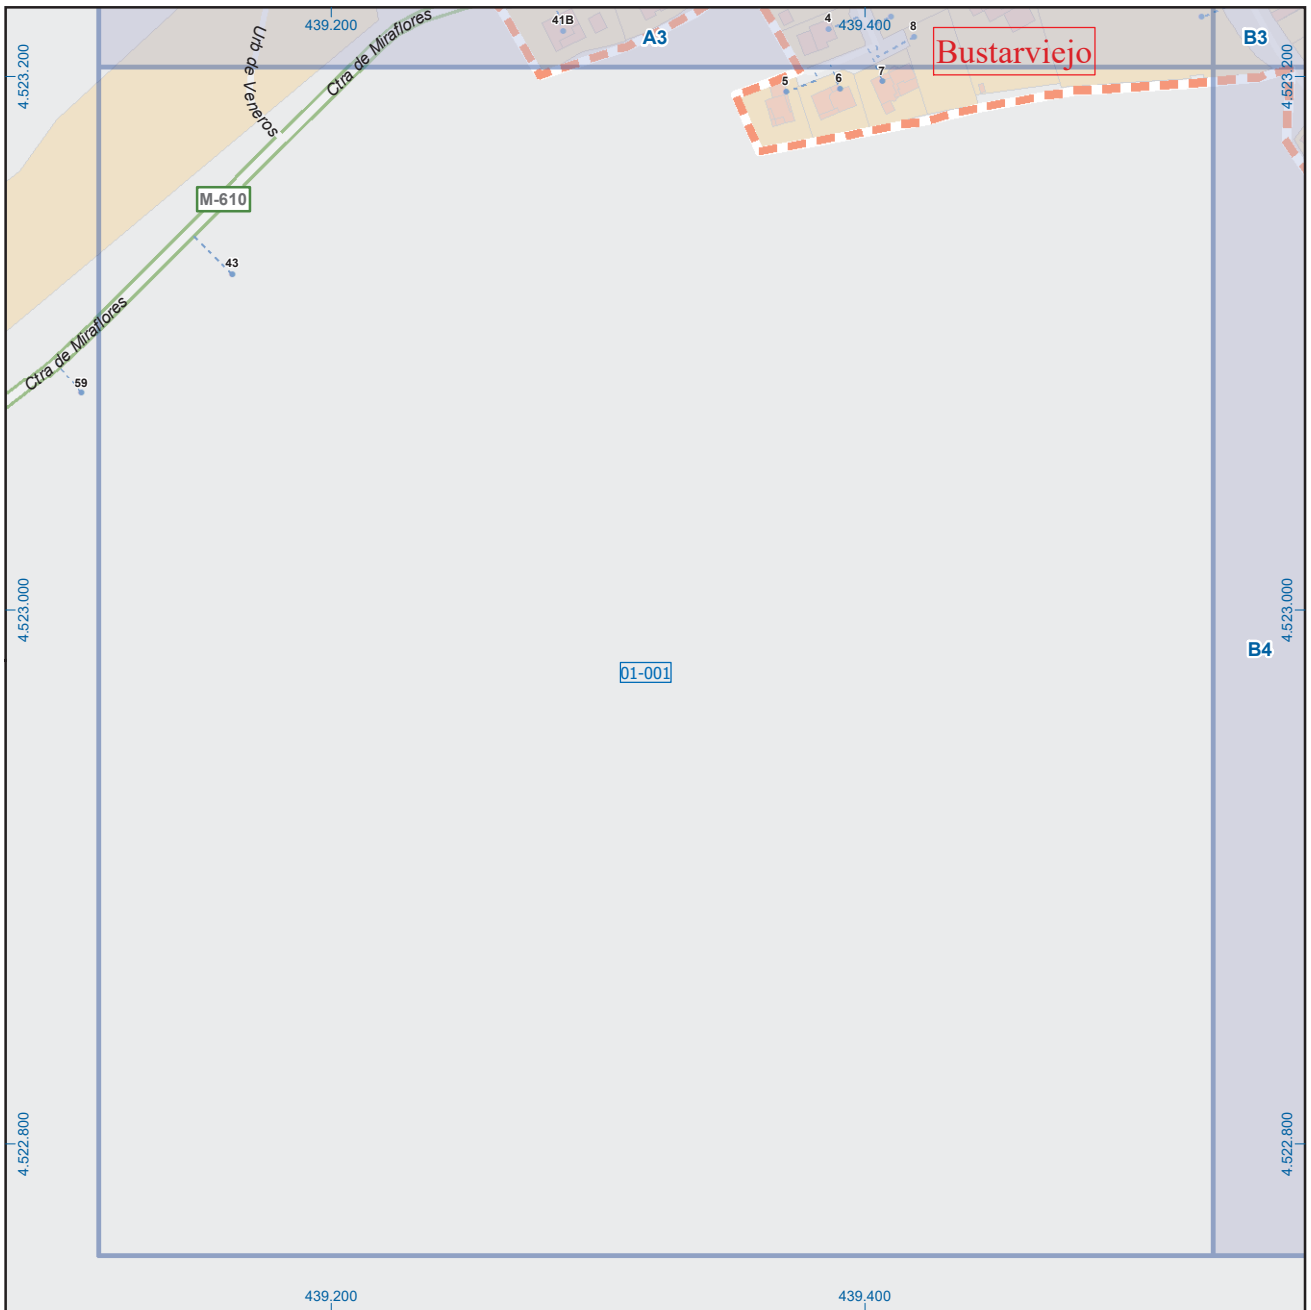 439.200
439.400
41B
A3
4
8
Bustarviejo
B3
4.523.200
Urb de Veneros
Ctra de Miraflores
5
6
7
4.523.200
M-610
43
Ctra de Miraflores
59
4.523.000
4.523.000
B4
01-001
4.522.800
4.522.800
439.200
439.400